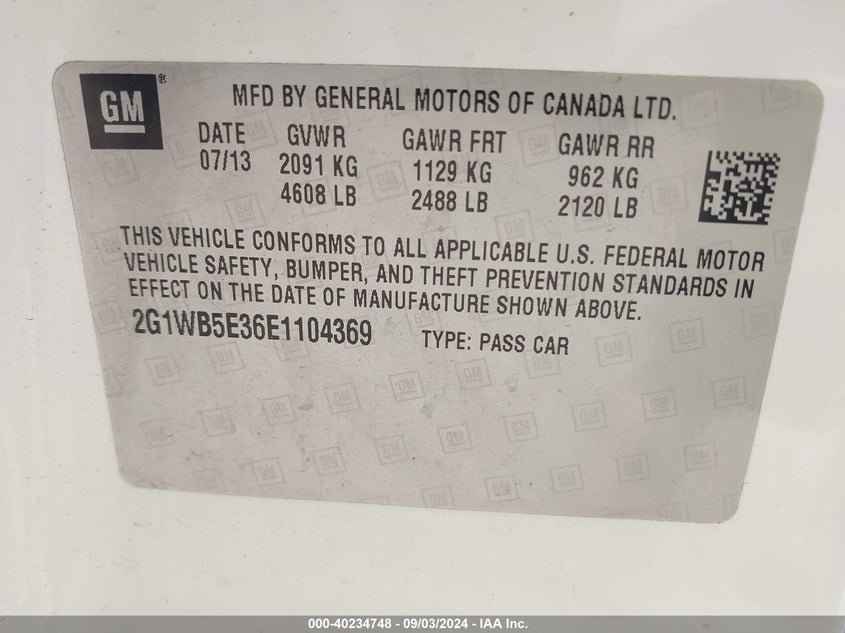 GM ®
MFD BY GENERAL MOTORS OF CANADA LTD.
DATE GVWR GAWR FRT GAWR RR
07/13 2091 KG 1129 KG 962 KG
4608 LB 2488 LB 2120 LB
THIS VEHICLE CONFORMS TO ALL APPLICABLE U.S. FEDERAL MOTOR
VEHICLE SAFETY, BUMPER, AND THEFT PREVENTION STANDARDS IN
EFFECT ON THE DATE OF MANUFACTURE SHOWN ABOVE.
2G1WB5E36E1104369 TYPE: PASS CAR
000-40234748 - 09/03/2024 - IAA Inc.